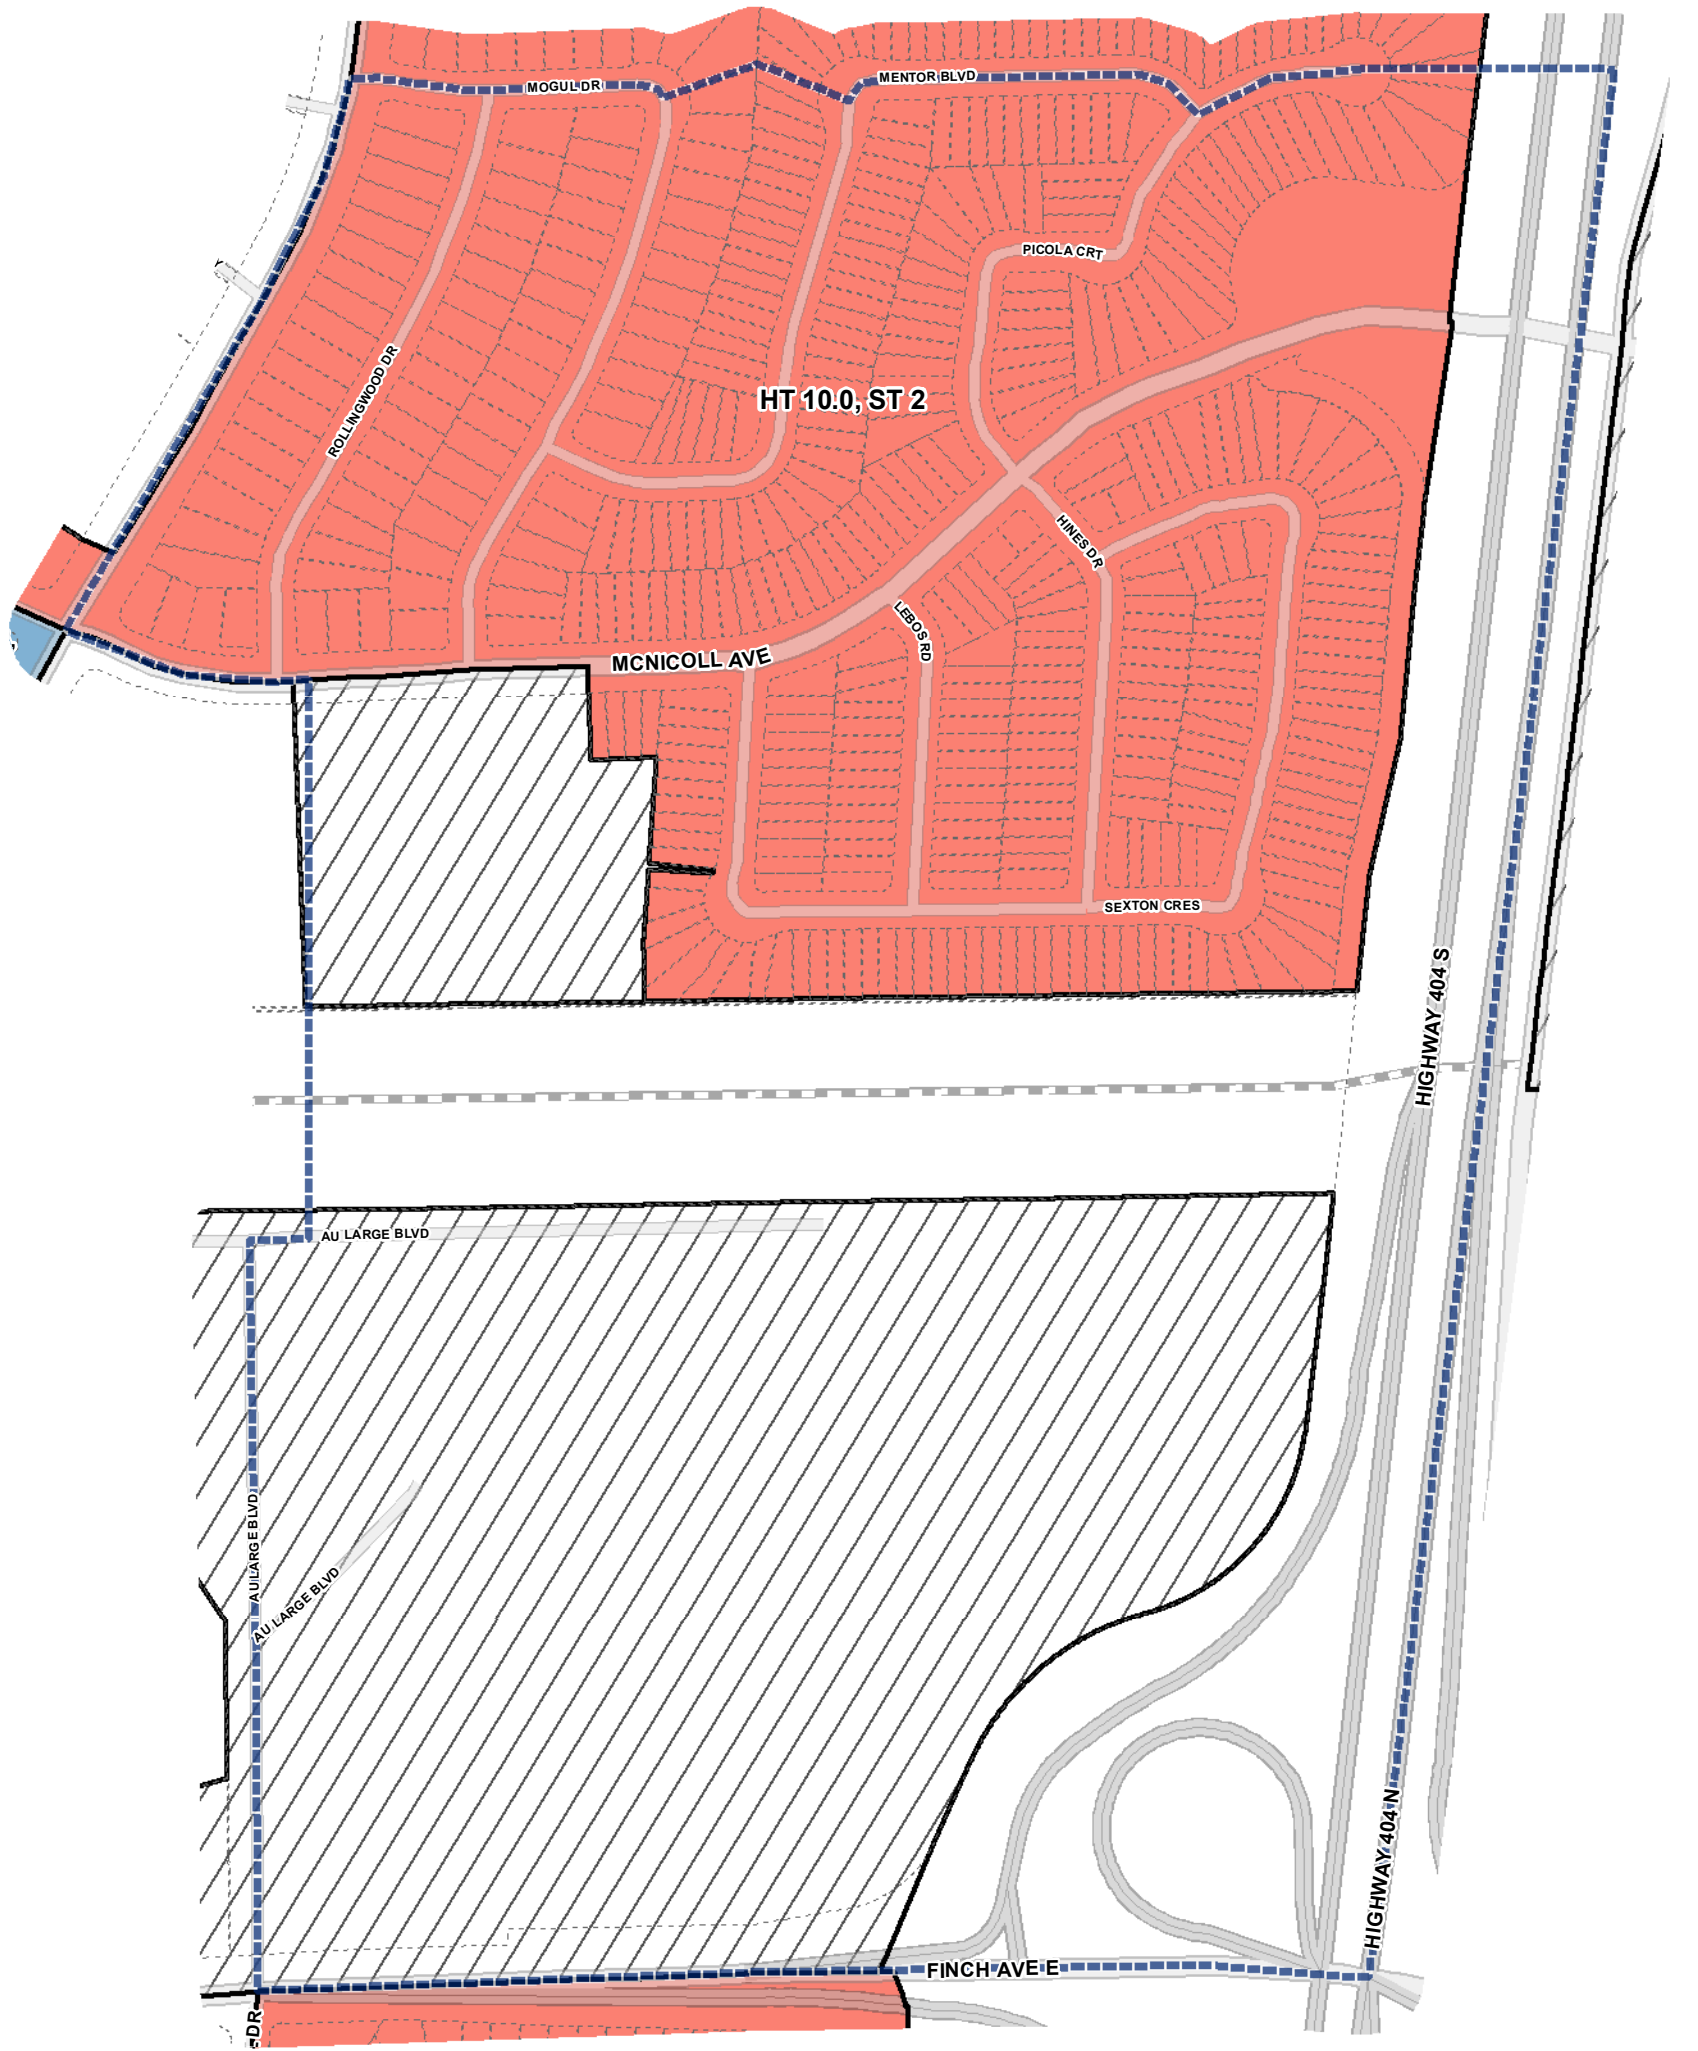 MOGUL DR
MENTOR BLVD
PICOLA CRT
ROLLINGWOOD DR
HT 10.0, ST 2
HINES DR
LEBOS RD
MCNICOLL AVE
SEXTON CRES
HIGHWAY 404 S
AU LARGE BLVD
AU LARGE BLVD
AU LARGE BLVD
HIGHWAY 404 N
FINCH AVE E
DR